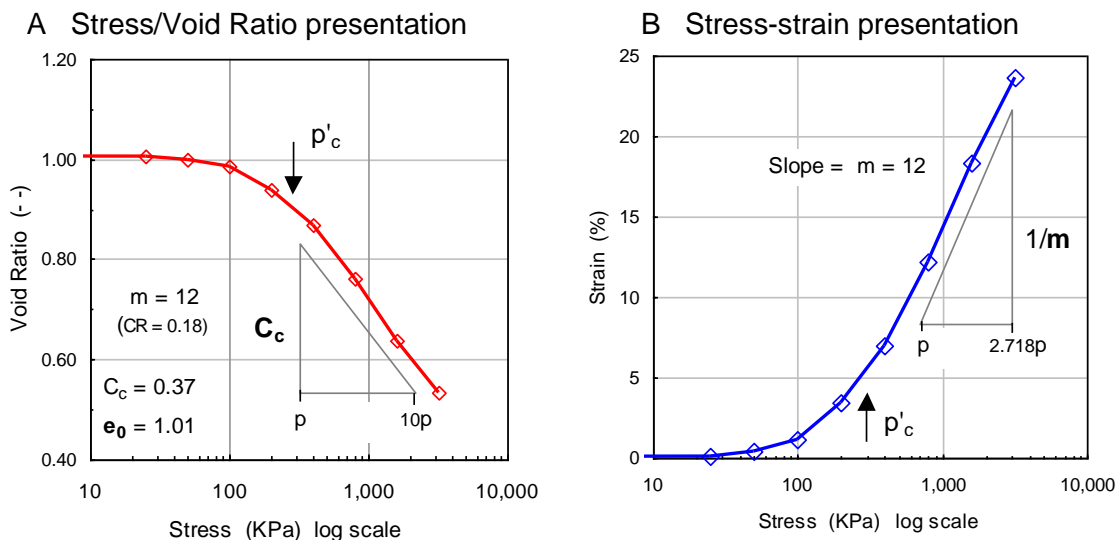 A   Stress/Void Ratio presentation
1.20
1.00
0.80
0.60
0.40
Void Ratio (- -)
p'c
m = 12
(CR = 0.18)
Cc
Cc = 0.37
e0 = 1.01
p
10p
10
100
1,000
10,000
Stress (KPa) log scale
B   Stress-strain presentation
25
20
15
10
5
0
Strain (%)
Slope = m = 12
1/m
p
2.718p
p'c
10
100
1,000
10,000
Stress (KPa) log scale